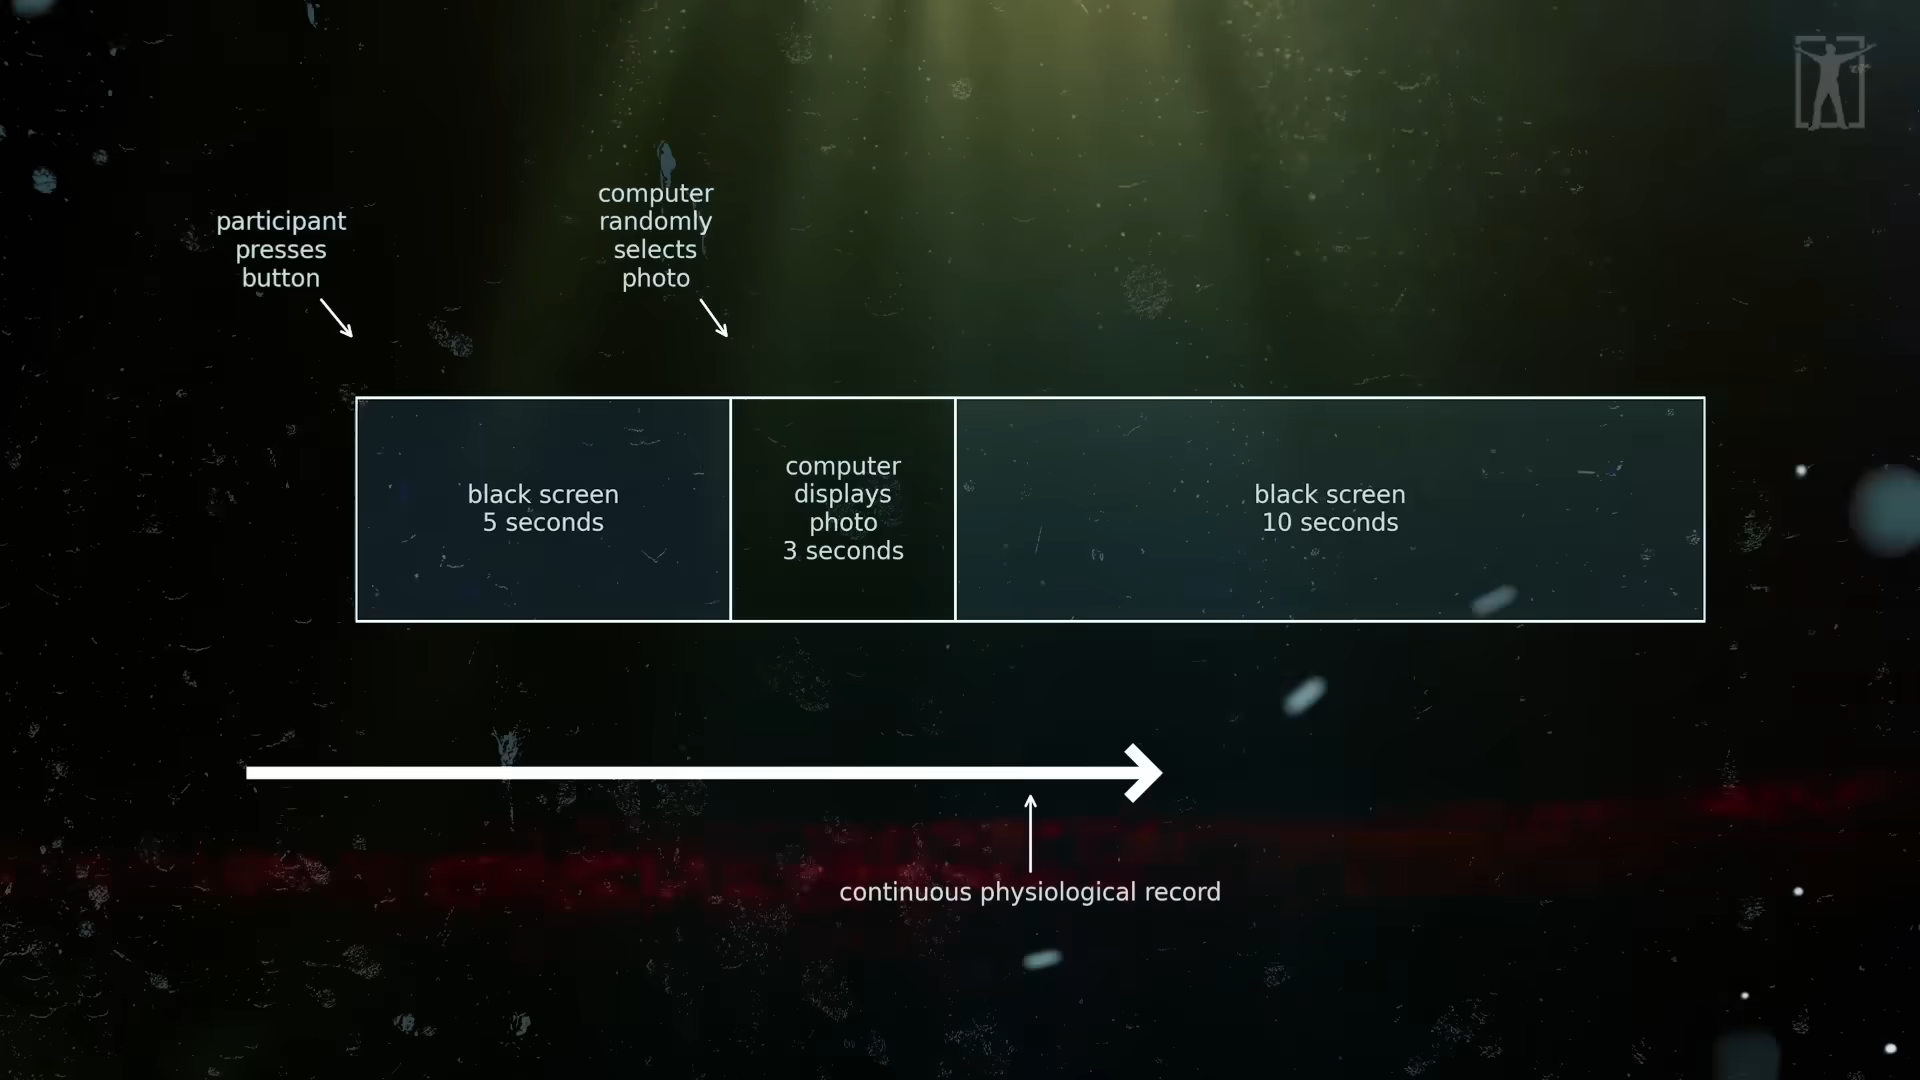 participant
presses
button
computer
randomly
selects
photo
black screen
5 seconds
computer
displays
photo
3 seconds
black screen
10 seconds
continuous physiological record